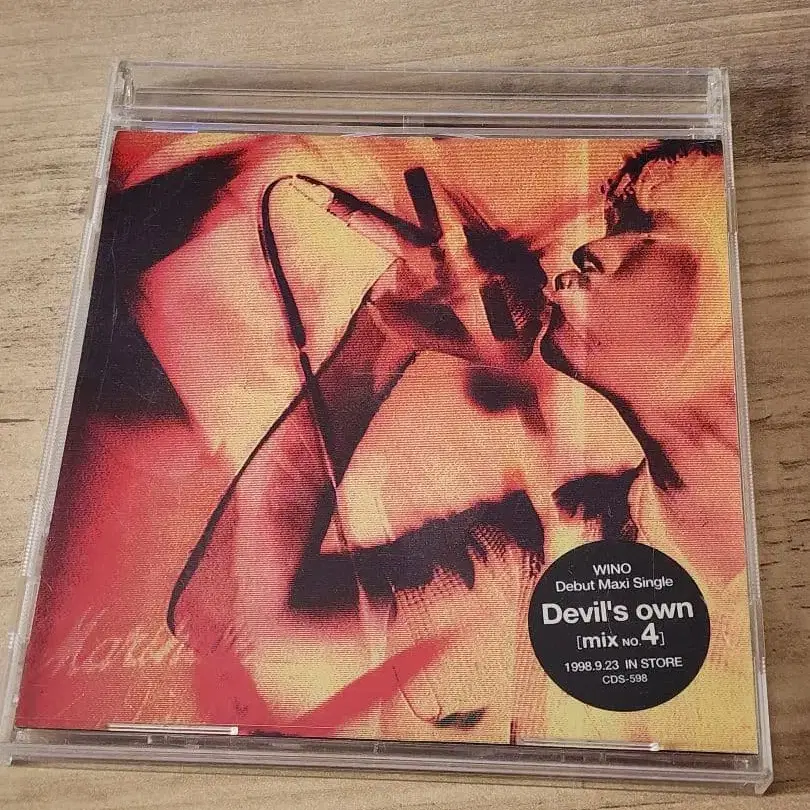 WINO
Debut Maxi Single
Devil's own
[mix NO.4]
1998.9.23 IN STORE
CDS-598